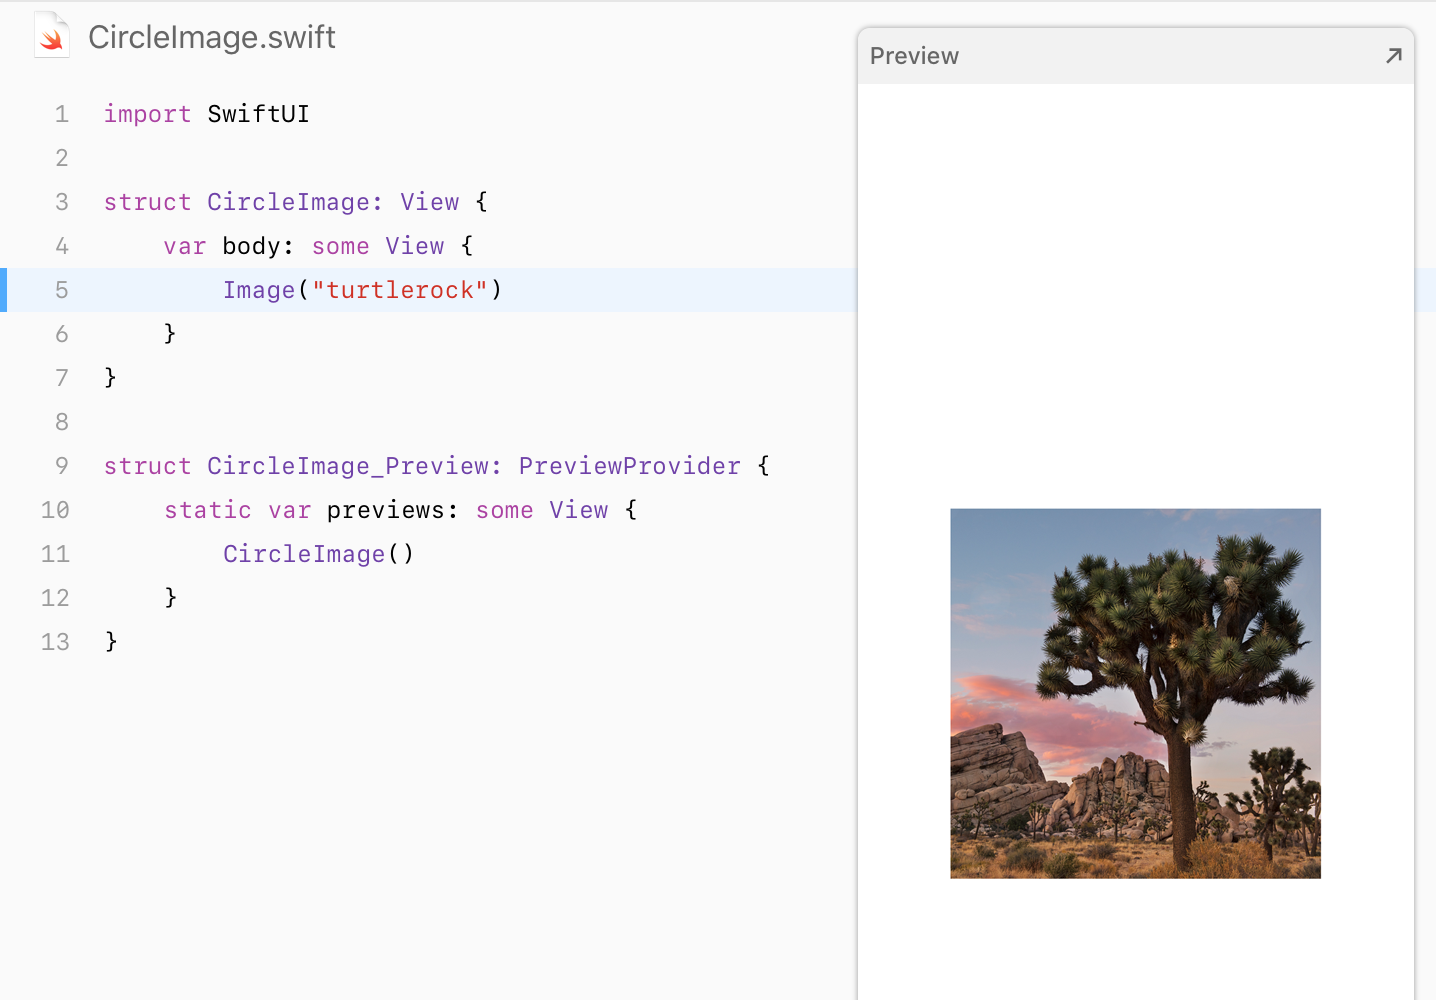 CircleImage.swift
Preview
1 import SwiftUI
2
3 struct CircleImage: View {
4     var body: some View {
5         Image("turtlerock")
6     }
7 }
8
9 struct CircleImage_Preview: PreviewProvider {
10     static var previews: some View {
11         CircleImage()
12     }
13 }